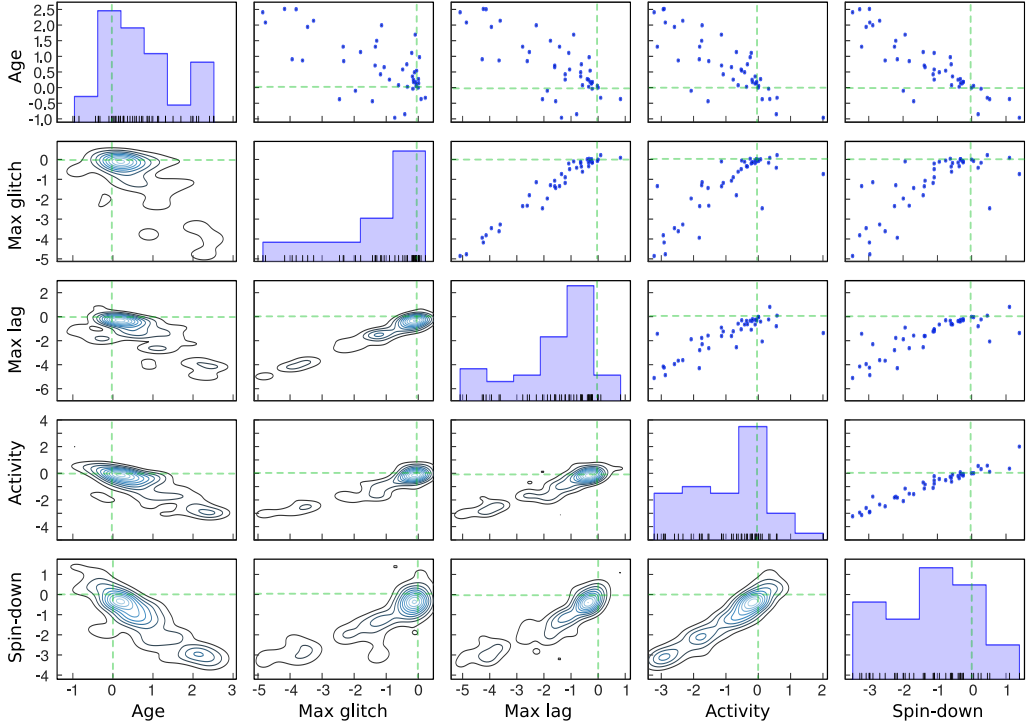 2.5
2.0
1.5
1.0
0.5
0.0
-0.5
-1,0
Age
0
-1
-2
-3
-4
-5
Max glitch
2
0
-2
-4
-6
Max lag
4
2
0
-2
-4
Activity
1
0
-1
-2
-3
-4
Spin-down
-1 0 1 2 3
-5 -4 -3 -2 -1 0
-5 -4 -3 -2 -1 0 1
-3 -2 -1 0 1 2
-3 -2 -1 0 1
Age Max glitch Max lag Activity Spin-down